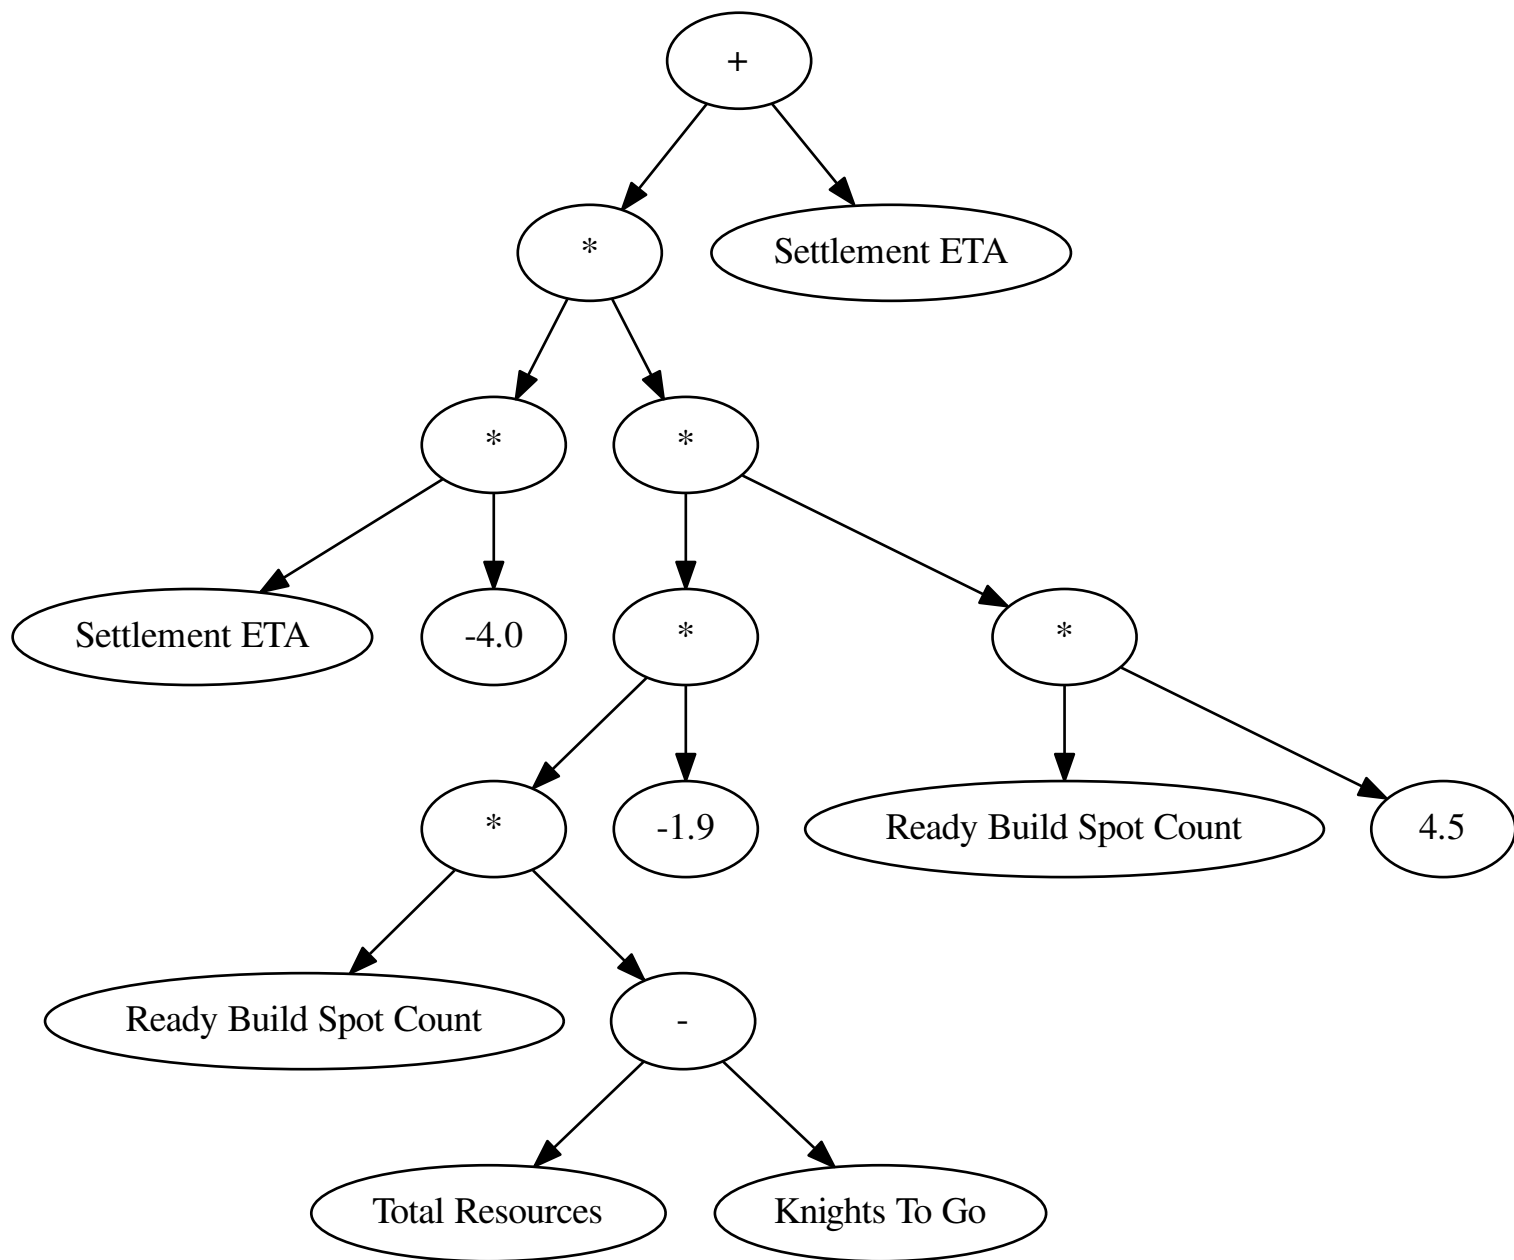 +
*
Settlement ETA
*
*
Settlement ETA
-4.0
*
*
*
-1.9
Ready Build Spot Count
4.5
Ready Build Spot Count
-
Total Resources
Knights To Go